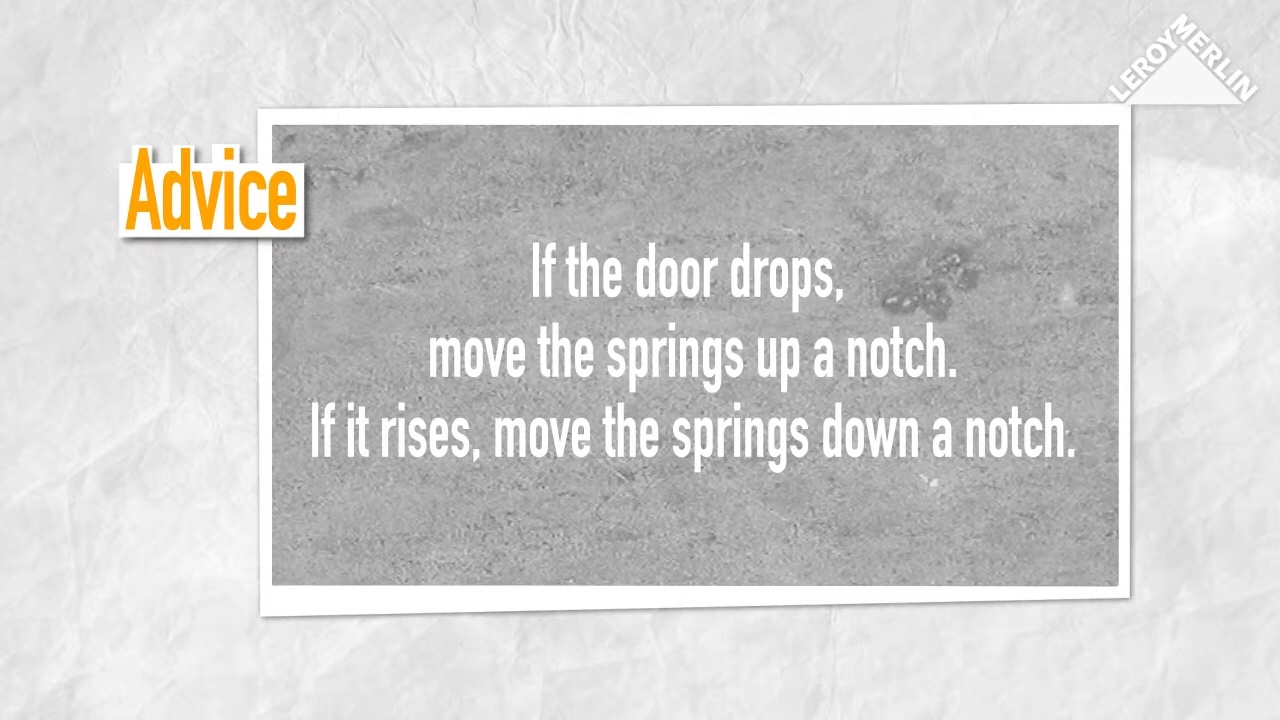 LEROY MERLIN
Advice
If the door drops,
move the springs up a notch.
If it rises, move the springs down a notch.